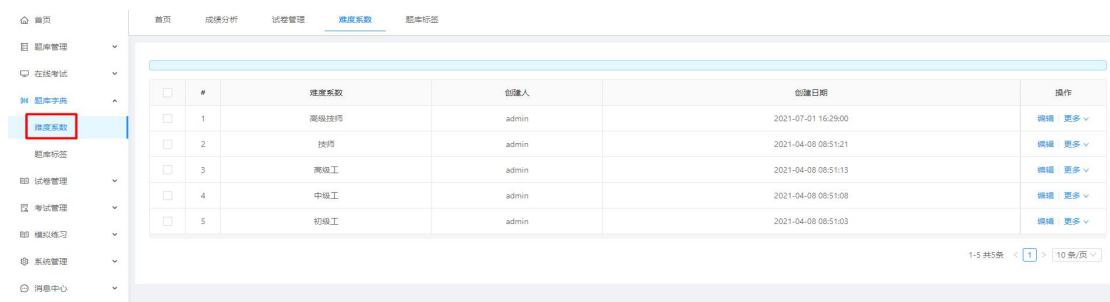 首页
题库管理
在线考试
题库字典
难度系数
题库标签
试卷管理
考试管理
模拟练习
系统管理
消息中心
首页 成绩分析 试卷管理 难度系数 题库标签
# 难度系数 创建人 创建日期 操作
1 高级技师 admin 2021-07-01 16:29:00 编辑 更多
2 技师 admin 2021-04-08 08:51:21 编辑 更多
3 高级工 admin 2021-04-08 08:51:13 编辑 更多
4 中级工 admin 2021-04-08 08:51:08 编辑 更多
5 初级工 admin 2021-04-08 08:51:03 编辑 更多
1-5 共5条 < 1 > 10 条/页